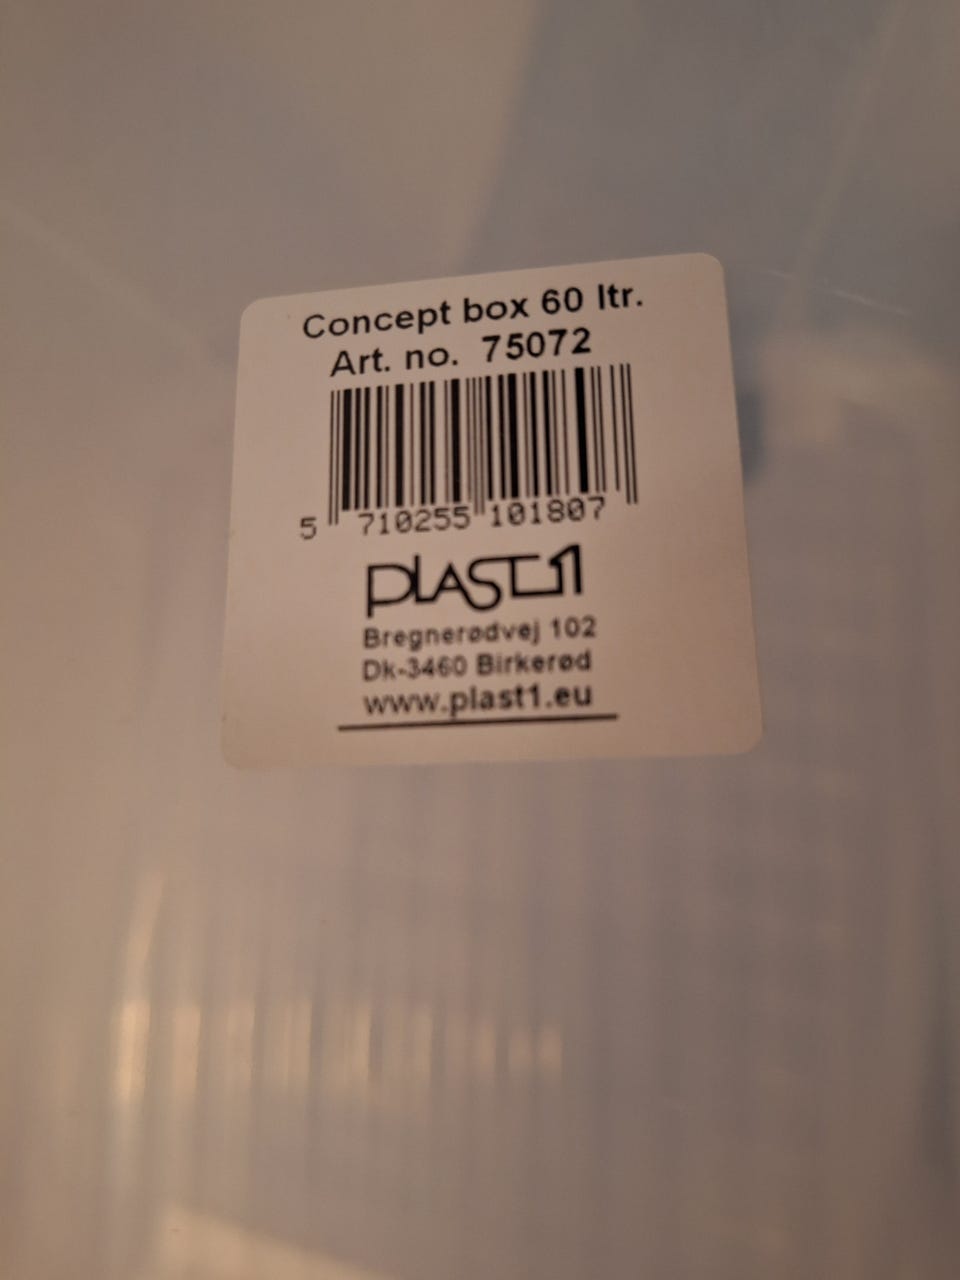 Concept box 60 ltr.
Art. no. 75072
5 710255 101807
PLAST1
Bregnerødvej 102
Dk-3460 Birkerød
www.plast1.eu